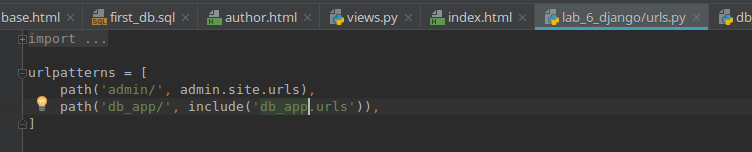 base.html first_db.sql author.html views.py index.html lab_6_django/urls.py db
import ...
urlpatterns = [
    path('admin/', admin.site.urls),
    path('db_app/', include('db_app.urls')),
]